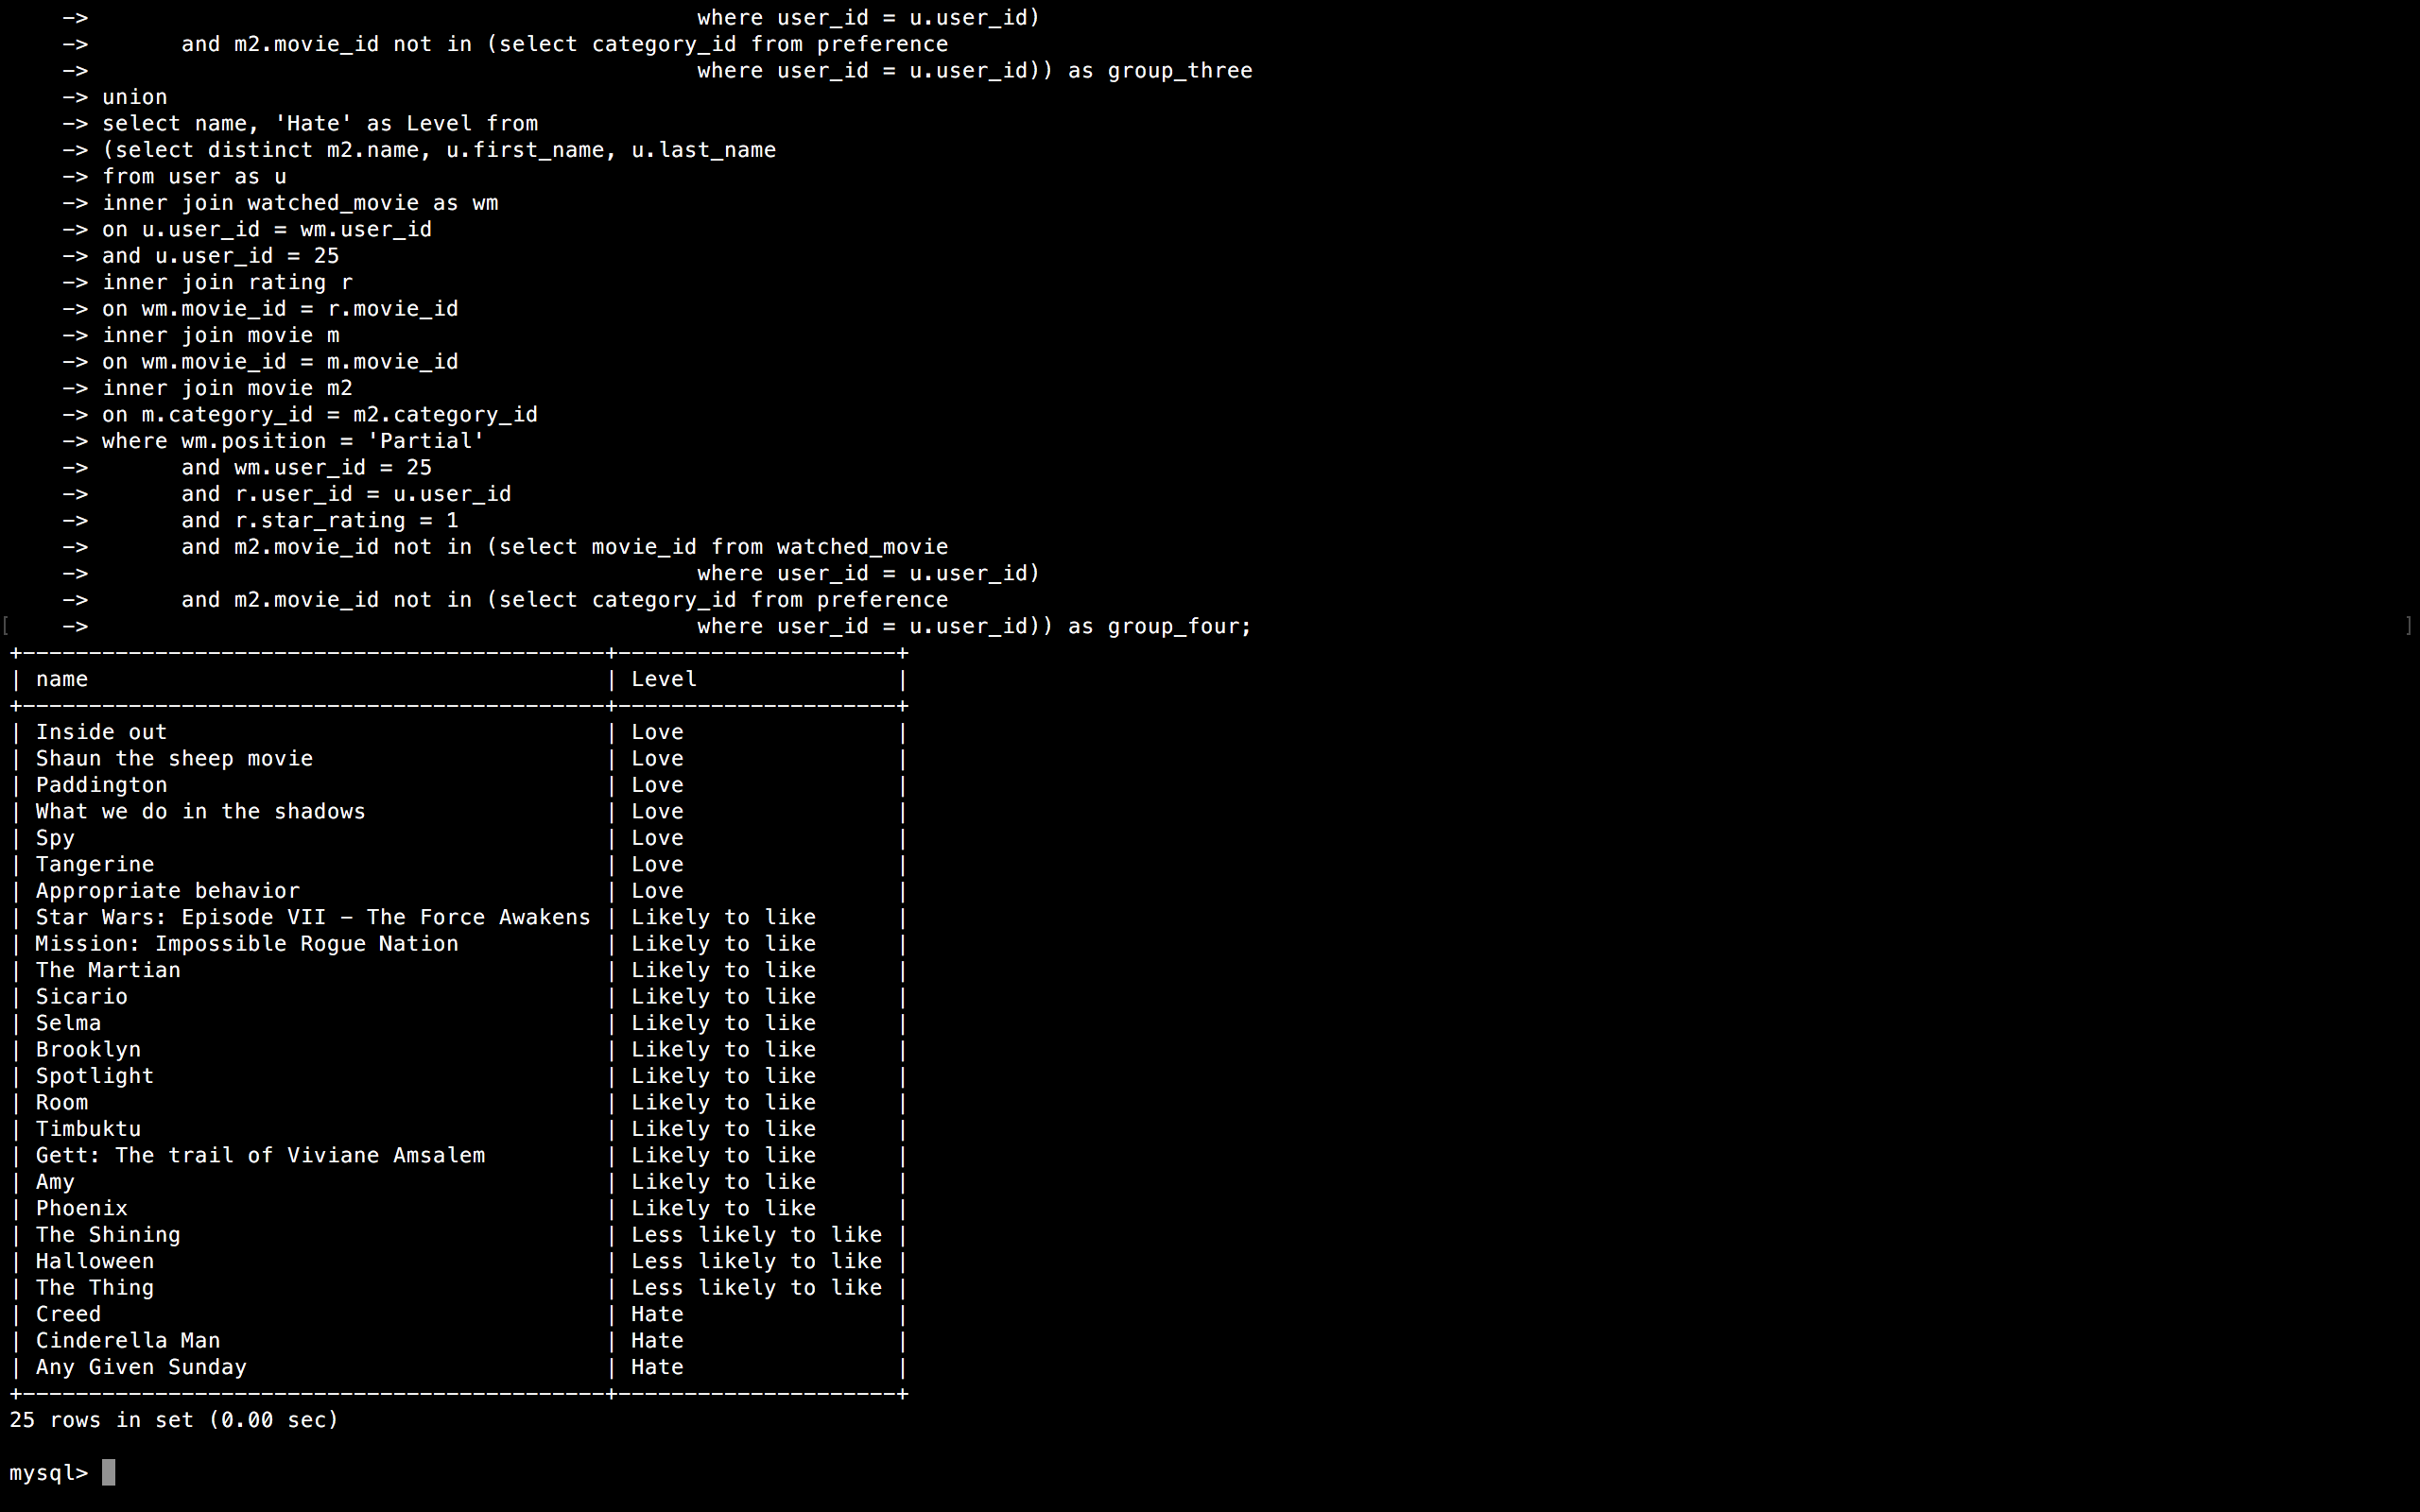 ->                                              where user_id = u.user_id)
    ->       and m2.movie_id not in (select category_id from preference
    ->                                              where user_id = u.user_id)) as group_three
    -> union
    -> select name, 'Hate' as Level from
    -> (select distinct m2.name, u.first_name, u.last_name
    -> from user as u
    -> inner join watched_movie as wm
    -> on u.user_id = wm.user_id
    -> and u.user_id = 25
    -> inner join rating r
    -> on wm.movie_id = r.movie_id
    -> inner join movie m
    -> on wm.movie_id = m.movie_id
    -> inner join movie m2
    -> on m.category_id = m2.category_id
    -> where wm.position = 'Partial'
    ->       and wm.user_id = 25
    ->       and r.user_id = u.user_id
    ->       and r.star_rating = 1
    ->       and m2.movie_id not in (select movie_id from watched_movie
    ->                                              where user_id = u.user_id)
    ->       and m2.movie_id not in (select category_id from preference
[    ->                                              where user_id = u.user_id)) as group_four; ]
+--------------------------------------------+---------------------+
| name                                       | Level               |
+--------------------------------------------+---------------------+
| Inside out                                 | Love                |
| Shaun the sheep movie                      | Love                |
| Paddington                                 | Love                |
| What we do in the shadows                  | Love                |
| Spy                                        | Love                |
| Tangerine                                  | Love                |
| Appropriate behavior                       | Love                |
| Star Wars: Episode VII - The Force Awakens | Likely to like      |
| Mission: Impossible Rogue Nation           | Likely to like      |
| The Martian                                | Likely to like      |
| Sicario                                    | Likely to like      |
| Selma                                      | Likely to like      |
| Brooklyn                                   | Likely to like      |
| Spotlight                                  | Likely to like      |
| Room                                       | Likely to like      |
| Timbuktu                                   | Likely to like      |
| Gett: The trail of Viviane Amsalem         | Likely to like      |
| Amy                                        | Likely to like      |
| Phoenix                                    | Likely to like      |
| The Shining                                | Less likely to like |
| Halloween                                  | Less likely to like |
| The Thing                                  | Less likely to like |
| Creed                                      | Hate                |
| Cinderella Man                             | Hate                |
| Any Given Sunday                           | Hate                |
+--------------------------------------------+---------------------+
25 rows in set (0.00 sec)
mysql>